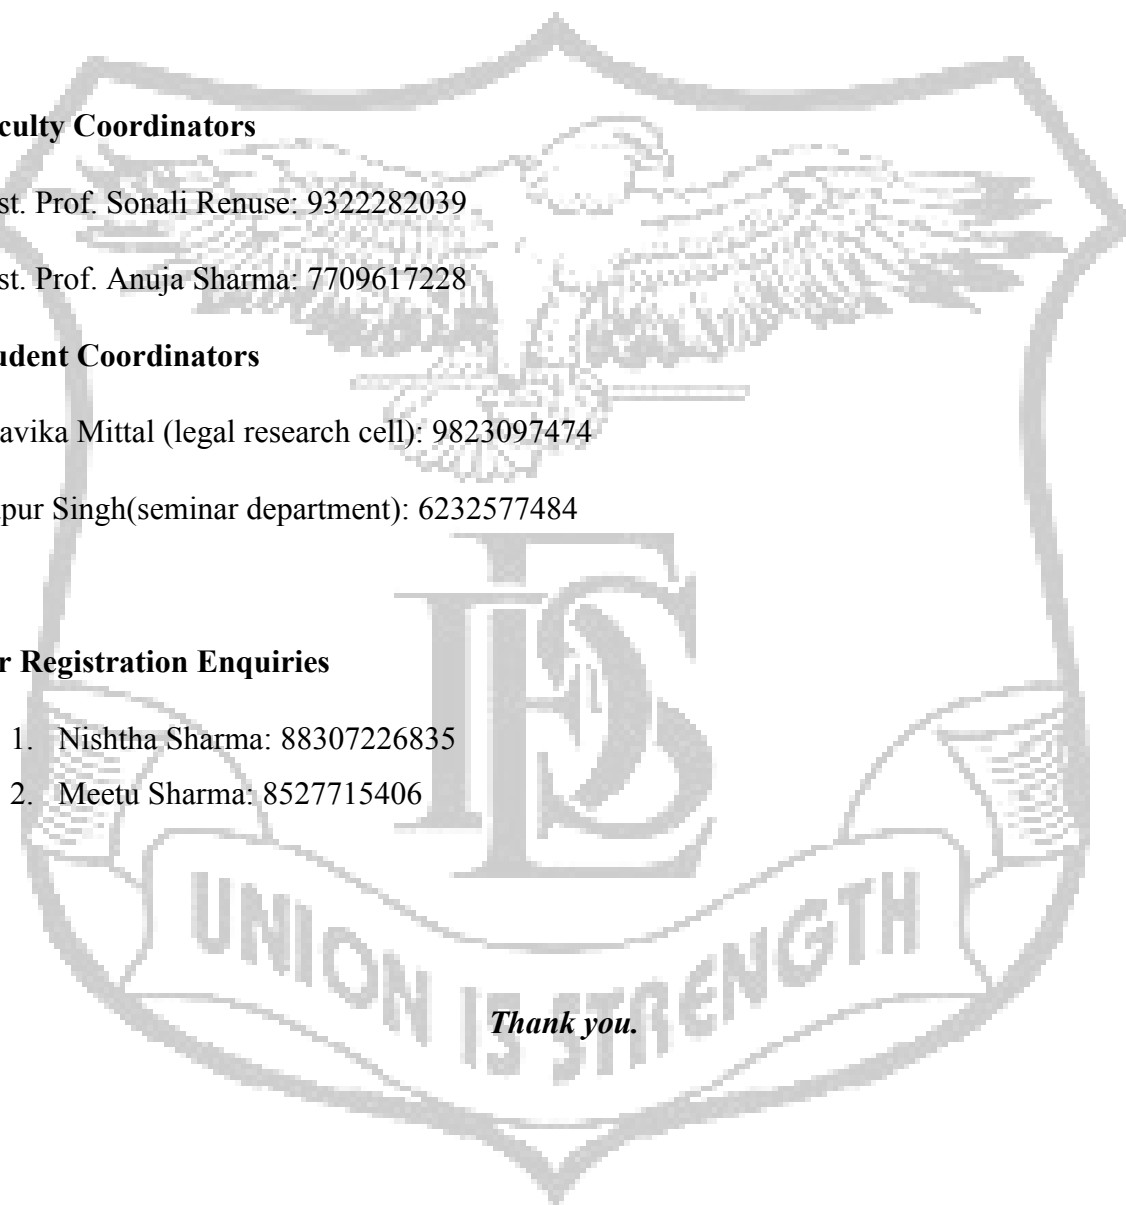 culty Coordinators
st. Prof. Sonali Renuse: 9322282039
st. Prof. Anuja Sharma: 7709617228
udent Coordinators
avika Mittal (legal research cell): 9823097474
pur Singh(seminar department): 6232577484
r Registration Enquiries
1. Nishtha Sharma: 88307226835
2. Meetu Sharma: 8527715406
UNION IS STRENGTH
Thank you.